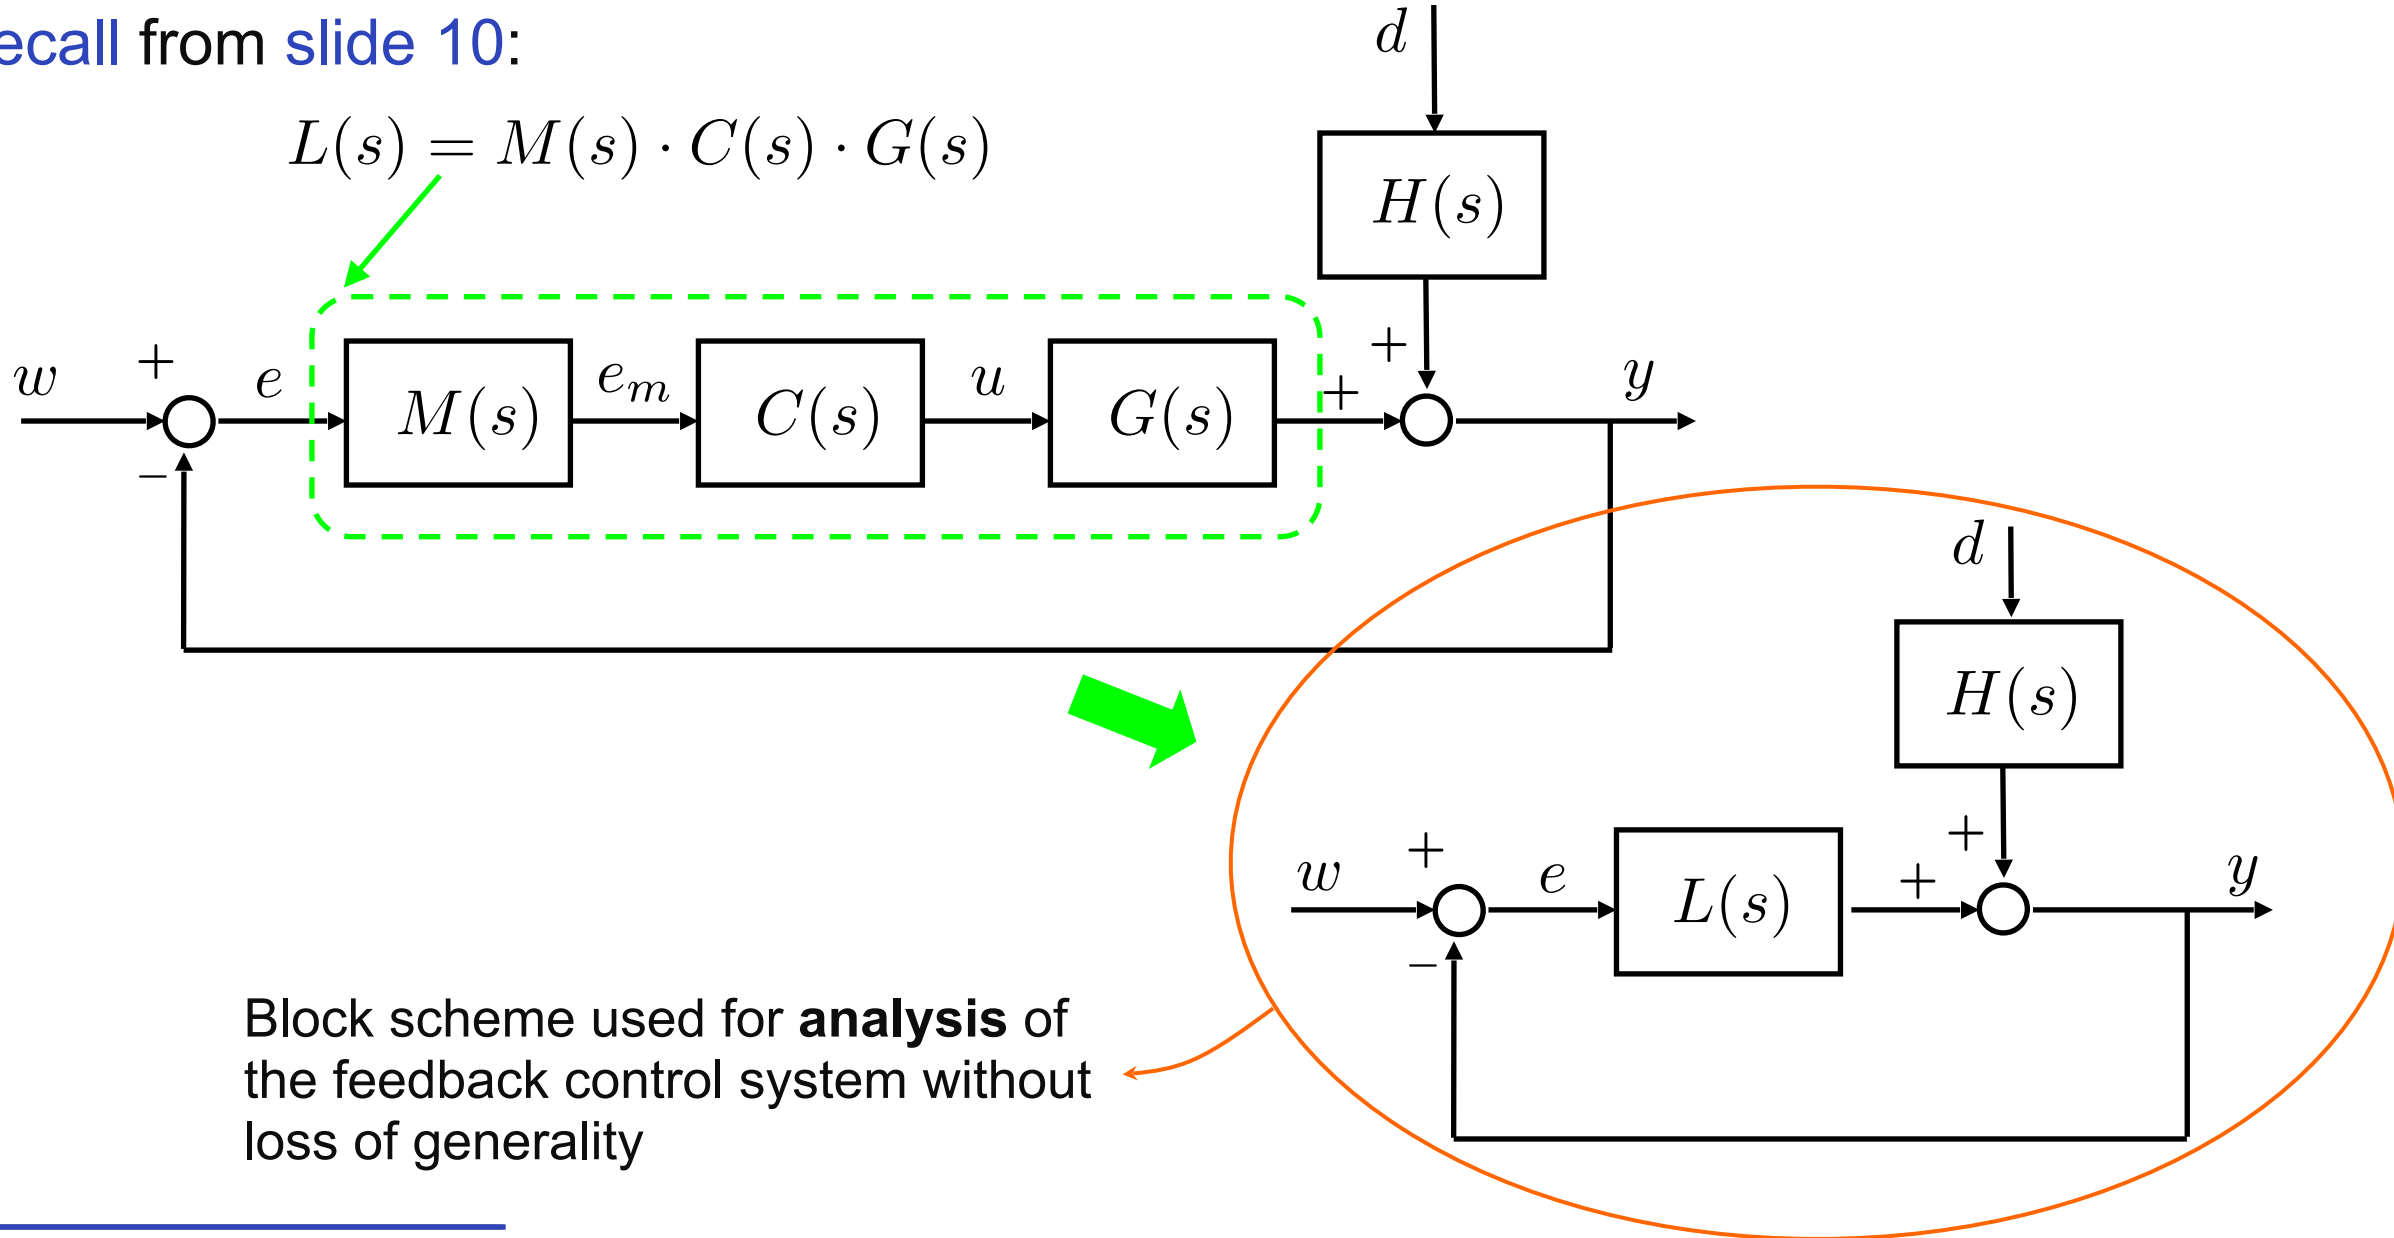 ecall from slide 10:
L(s) = M(s) · C(s) · G(s)
d
H(s)
w
+
−
e
M(s)
e_m
C(s)
u
G(s)
+
+
y
d
H(s)
w
+
−
e
L(s)
+
+
y
Block scheme used for analysis of
the feedback control system without
loss of generality